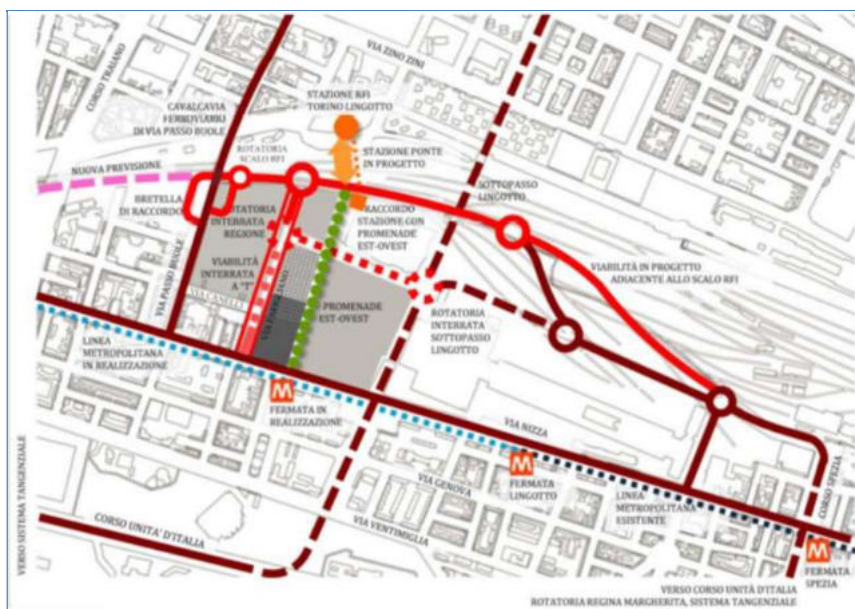 CORSO TRAIANO
VIA ZINO ZINI
STAZIONE RFI
TORINO LINGOTTO
CAVALCAVIA
FERROVIARIO
DI VIA PASSO BUOLE
ROTATORIA
SCALO RFI
STAZIONE PONTE
IN PROGETTO
NUOVA PREVISIONE
SOTTOPASSO
LINGOTTO
BRETELLA
DI RACCORDO
ROTATORIA
INTERRATA
REGIONE
RACCORDO
STAZIONE CON
PROMENADE
EST-OVEST
VIABILITÀ
INTERRATA
A "T"
VIABILITÀ IN PROGETTO
ADIACENTE ALLO SCALO RFI
VIA PASSO BUOLE
VIA CANELLI
VIA FARIGLIANO
PROMENADE
EST-OVEST
ROTATORIA
INTERRATA
SOTTOPASSO
LINGOTTO
LINEA
METROPOLITANA
IN REALIZZAZIONE
M
FERMATA IN
REALIZZAZIONE
VIA NIZZA
M
FERMATA
LINGOTTO
VIA GENOVA
VIA VENTIMIGLIA
LINEA
METROPOLITANA
ESISTENTE
CORSO SPEZIA
M
FERMATA
SPEZIA
VERSO SISTEMA TANGENZIALE
CORSO UNITA' D'ITALIA
VERSO CORSO UNITÀ D'ITALIA
ROTATORIA REGINA MARGHERITA, SISTEMA TANGENZIALE